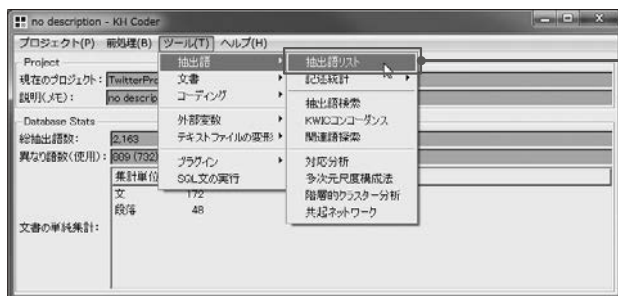 no description - KH Coder
プロジェクト(P) 前処理(B) ツール(T) ヘルプ(H)
Project
現在のプロジェクト: TwitterPro
説明(メモ): no descrip
Database Stats
総抽出語数: 2,163
異なり語数(使用): 889 (732)
集計単位
文 172
段落 48
文書の単純集計:
抽出語
文書
コーディング
外部変数
テキストファイルの変形
プラグイン
SQL文の実行
抽出語リスト
記述統計
抽出語検索
KWICコンコーダンス
関連語探索
対応分析
多次元尺度構成法
階層的クラスター分析
共起ネットワーク